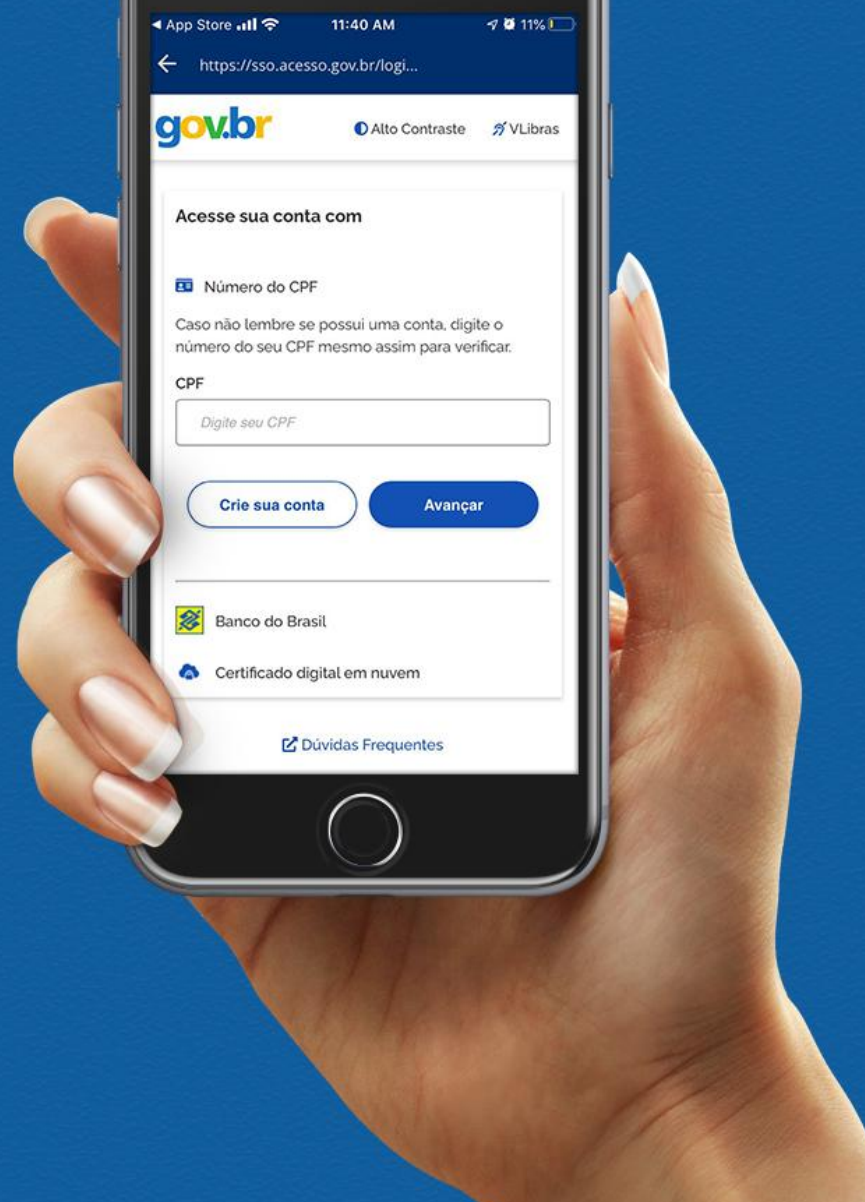 App Store 11:40 AM 11%
https://sso.acesso.gov.br/logi...
gov.br Alto Contraste VLibras
Acesse sua conta com
Número do CPF
Caso não lembre se possui uma conta, digite o
número do seu CPF mesmo assim para verificar.
CPF
Digite seu CPF
Crie sua conta Avançar
Banco do Brasil
Certificado digital em nuvem
Dúvidas Frequentes